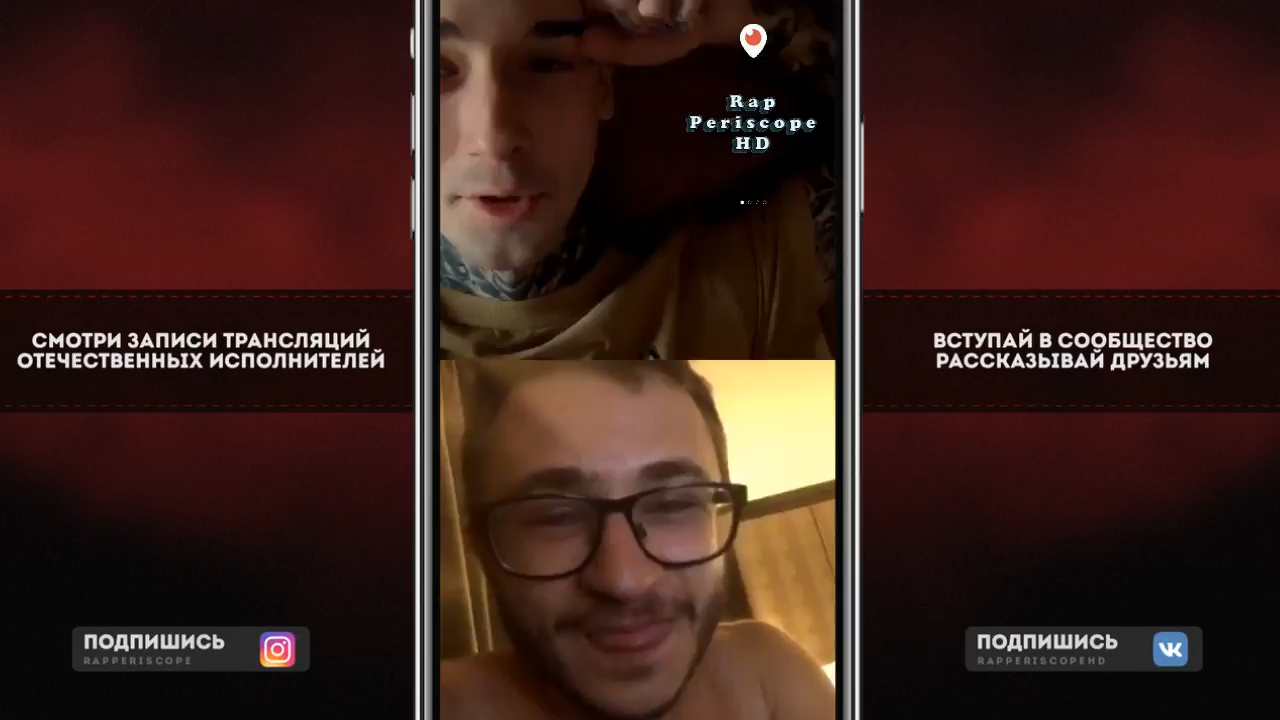 Rap
Periscope
HD
СМОТРИ ЗАПИСИ ТРАНСЛЯЦИЙ
ОТЕЧЕСТВЕННЫХ ИСПОЛНИТЕЛЕЙ
ВСТУПАЙ В СООБЩЕСТВО
РАССКАЗЫВАЙ ДРУЗЬЯМ
ПОДПИШИСЬ
RAPPERISCOPE
ПОДПИШИСЬ
RAPPERISCOPEHD